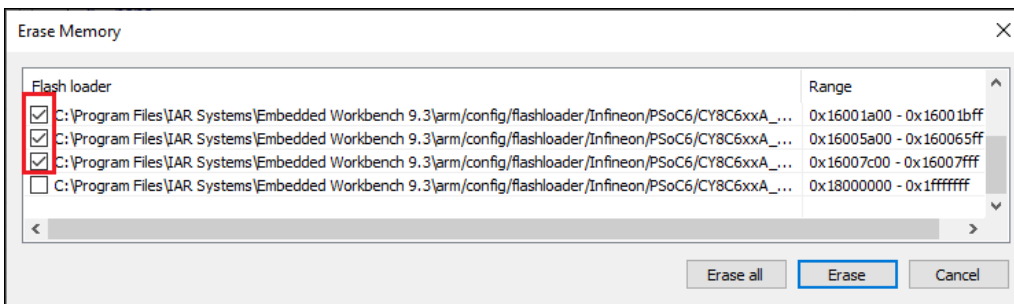 Erase Memory
Flash loader Range
C:\Program Files\IAR Systems\Embedded Workbench 9.3\arm/config/flashloader/Infineon/PSoC6/CY8C6xxA_... 0x16001a00 - 0x16001bff
C:\Program Files\IAR Systems\Embedded Workbench 9.3\arm/config/flashloader/Infineon/PSoC6/CY8C6xxA_... 0x16005a00 - 0x160065ff
C:\Program Files\IAR Systems\Embedded Workbench 9.3\arm/config/flashloader/Infineon/PSoC6/CY8C6xxA_... 0x16007c00 - 0x16007fff
C:\Program Files\IAR Systems\Embedded Workbench 9.3\arm/config/flashloader/Infineon/PSoC6/CY8C6xxA_... 0x18000000 - 0x1fffffff
Erase all Erase Cancel